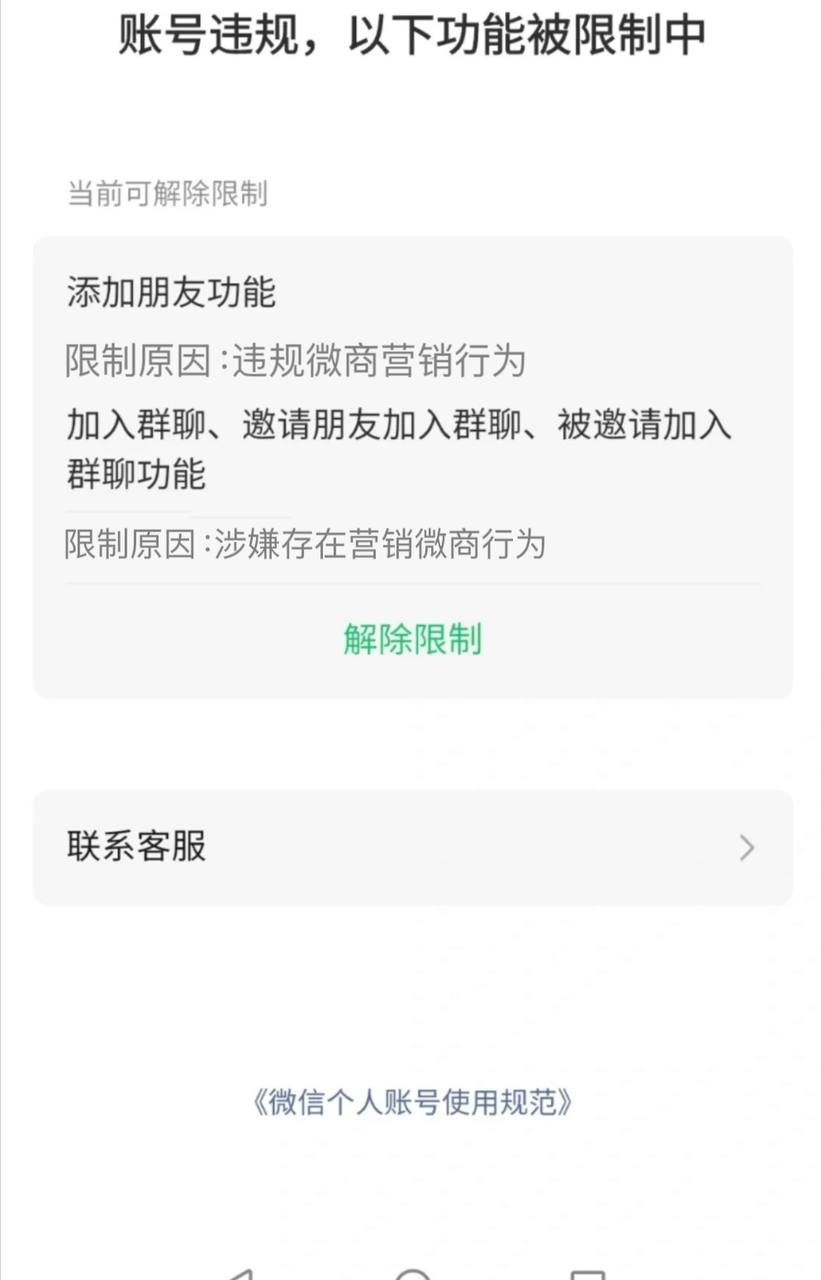 账号违规，以下功能被限制中
当前可解除限制
添加朋友功能
限制原因:违规微商营销行为
加入群聊、邀请朋友加入群聊、被邀请加入
群聊功能
限制原因:涉嫌存在营销微商行为
解除限制
联系客服
《微信个人账号使用规范》